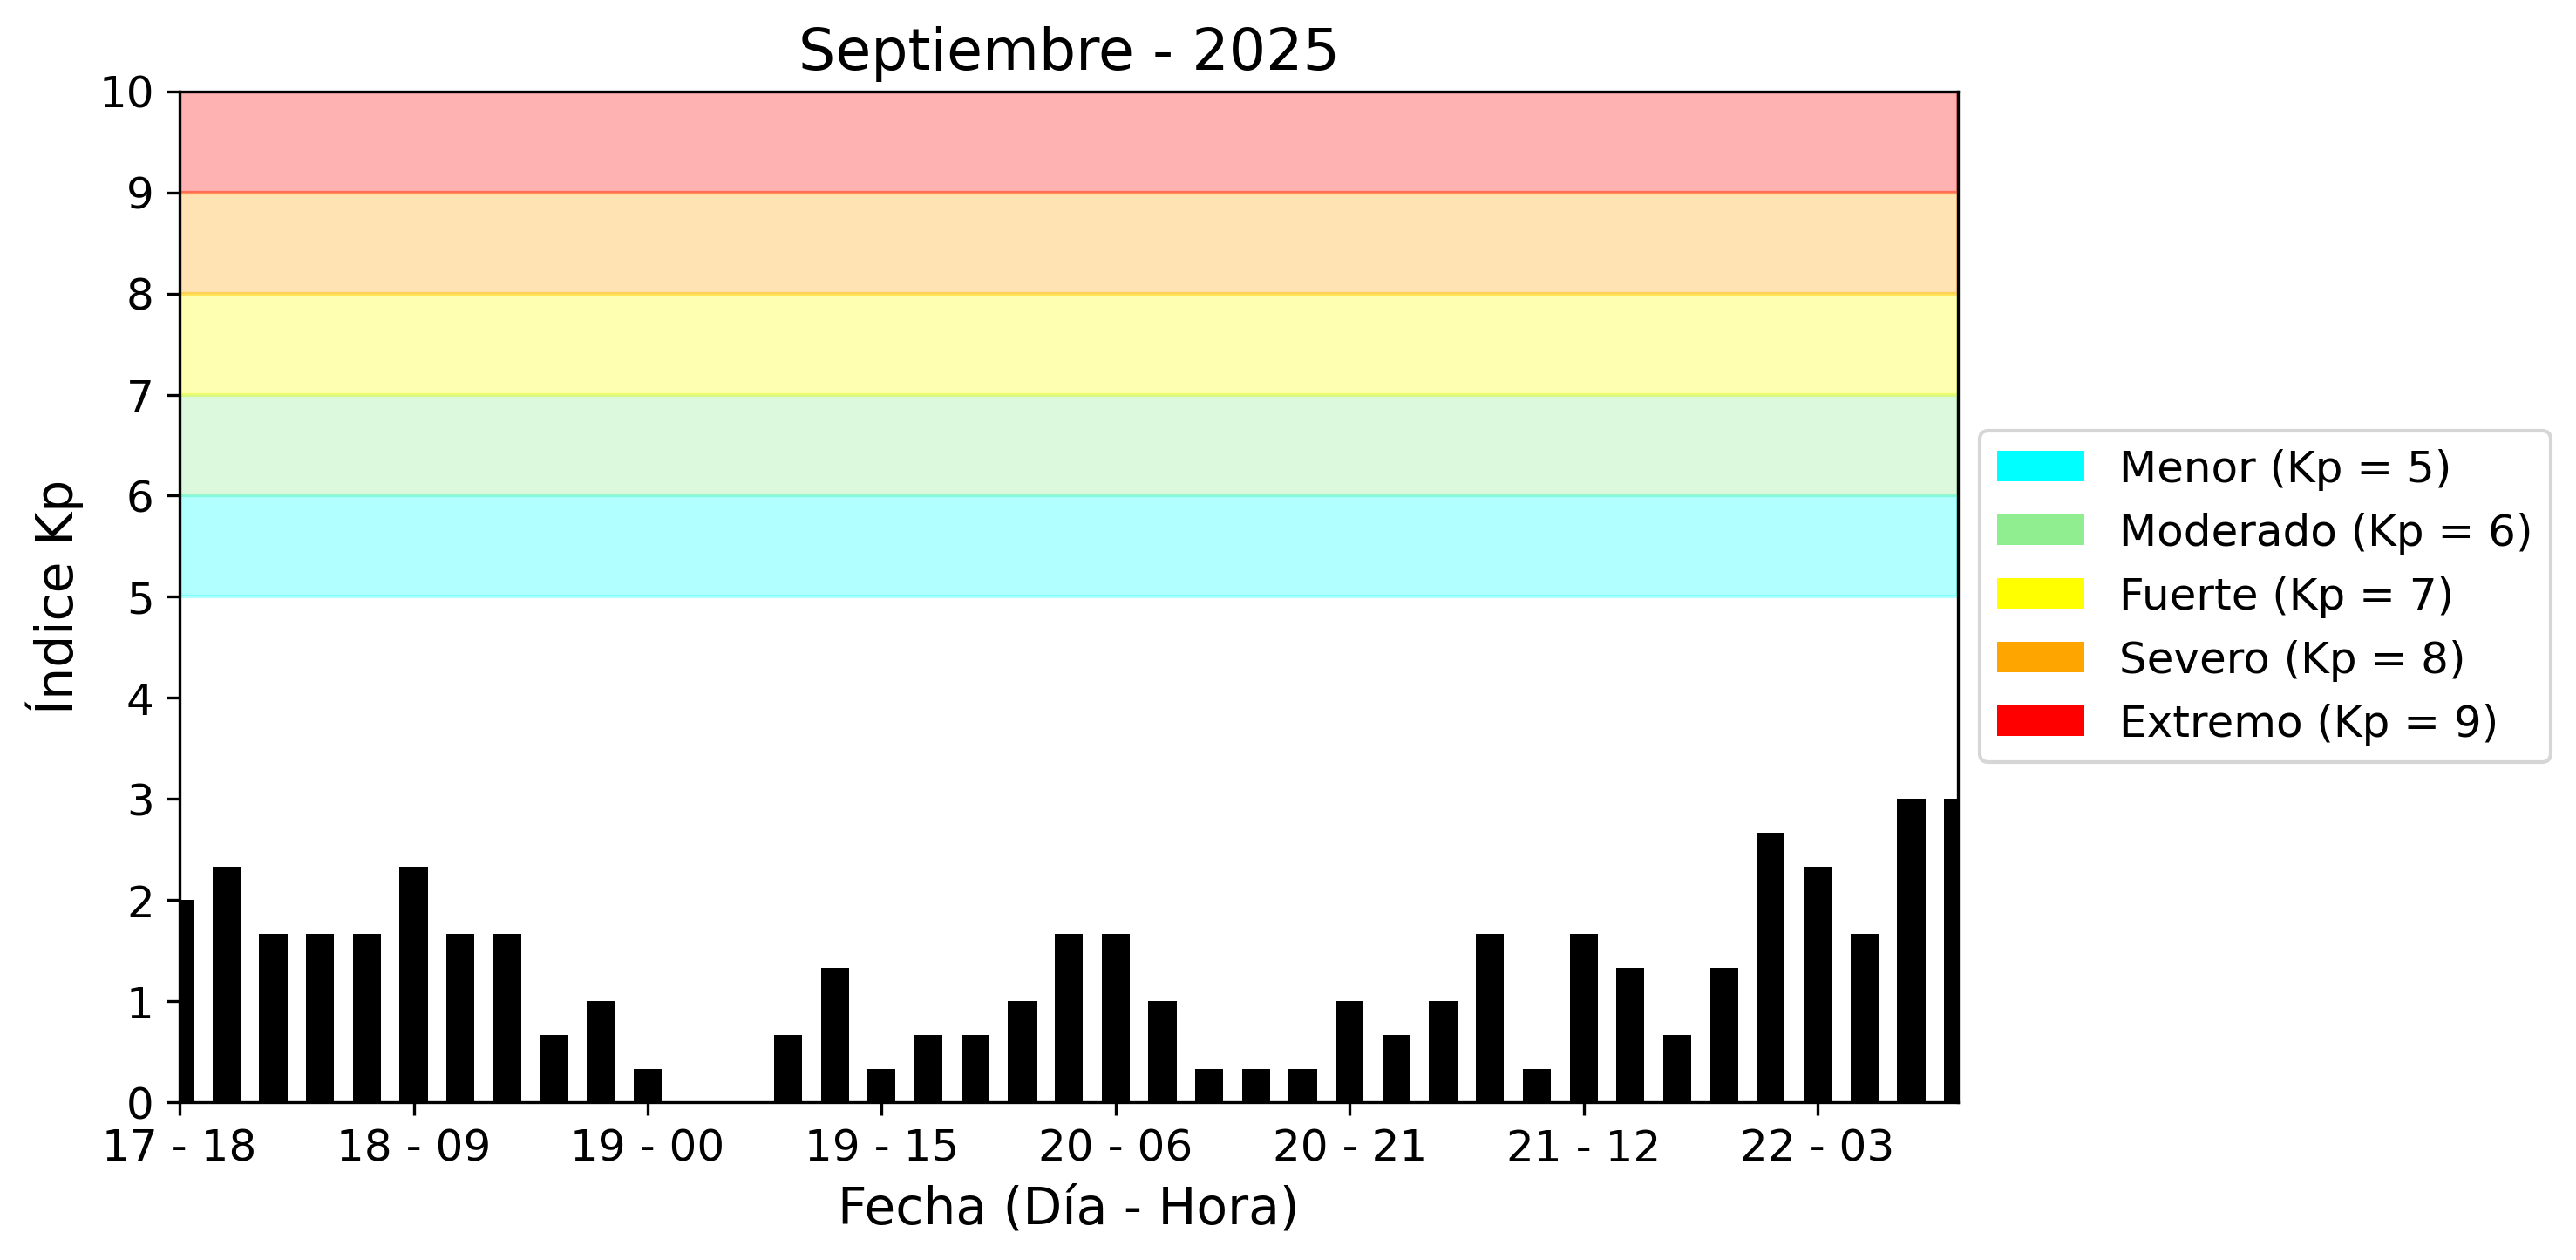 Septiembre - 2025
10
9
8
7
6
5
4
3
2
1
0
Índice Kp
17 - 18
18 - 09
19 - 00
19 - 15
20 - 06
20 - 21
21 - 12
22 - 03
Fecha (Día - Hora)
Menor (Kp = 5)
Moderado (Kp = 6)
Fuerte (Kp = 7)
Severo (Kp = 8)
Extremo (Kp = 9)